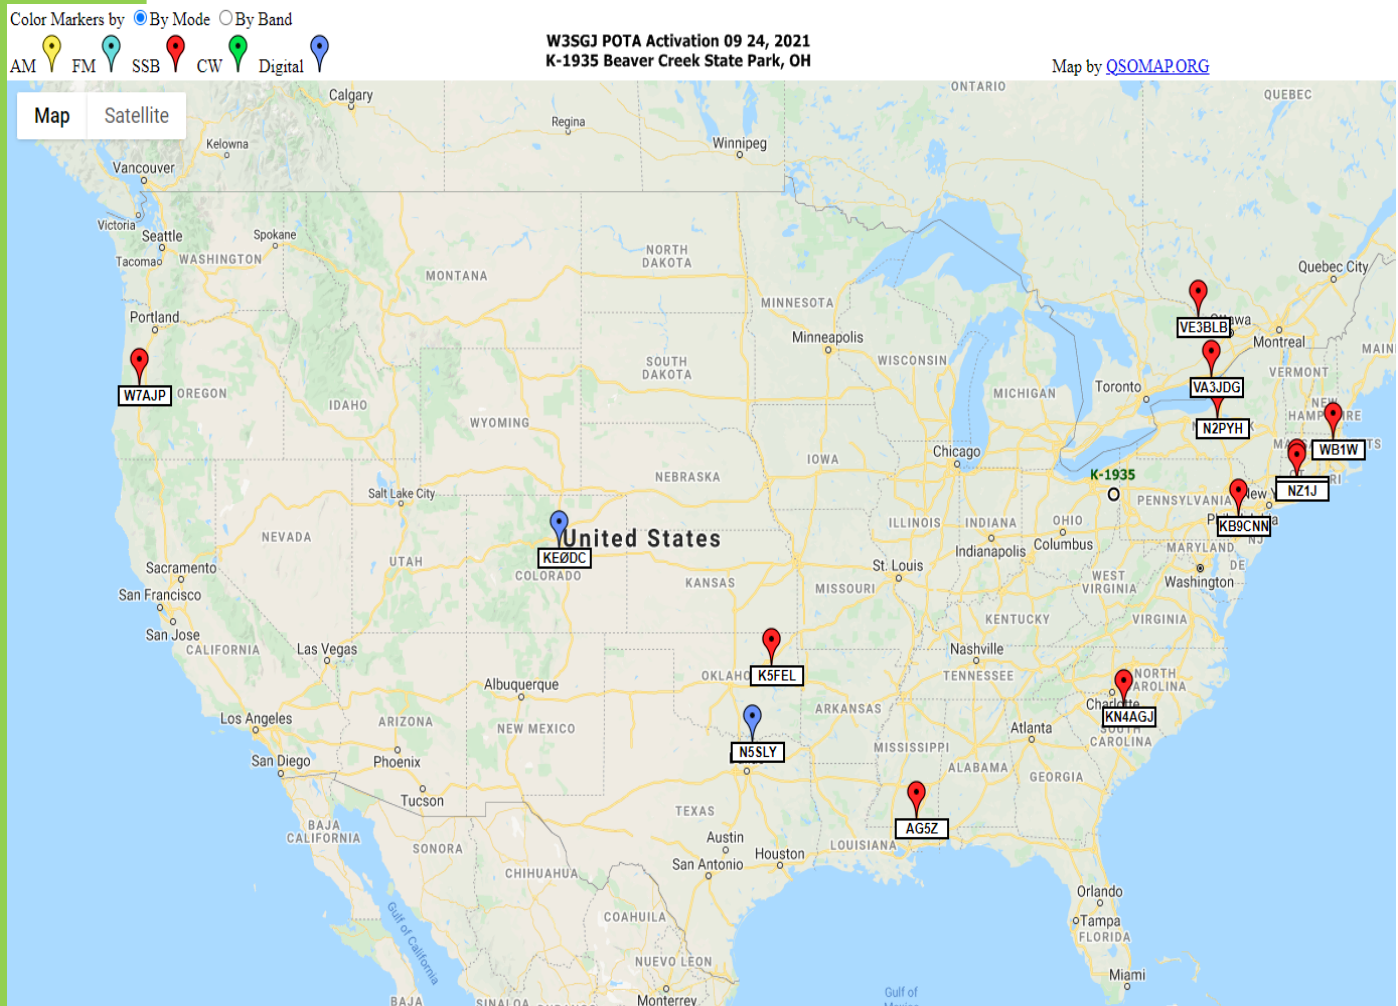 Color Markers by By Mode By Band
AM FM SSB CW Digital
W3SGJ POTA Activation 09 24, 2021
K-1935 Beaver Creek State Park, OH
Map by QSOMAP.ORG
Map Satellite
ONTARIO
QUEBEC
Calgary
Regina
Winnipeg
Kelowna
Vancouver
Victoria
Seattle
Spokane
Tacoma
WASHINGTON
NORTH
DAKOTA
MONTANA
Quebec City
MINNESOTA
Portland
VE3BLB
Montreal
Minneapolis
WISCONSIN
SOUTH
DAKOTA
VERMONT
W7AJP
OREGON
IDAHO
MICHIGAN
Toronto
VA3JDG
WYOMING
NEW
N2PYH
WB1W
IOWA
Chicago
NEBRASKA
K-1935
Salt Lake City
PENNSYLVANIA
NZ1J
NEVADA
United States
ILLINOIS
INDIANA
OHIO
KB9CNN
NJ
Indianapolis
Columbus
MARYLAND
UTAH
KEØDC
COLORADO
KANSAS
St. Louis
MISSOURI
WEST
VIRGINIA
DE
Washington
Sacramento
San Francisco
San Jose
CALIFORNIA
KENTUCKY
VIRGINIA
Las Vegas
Nashville
TENNESSEE
K5FEL
Albuquerque
NORTH
CAROLINA
ARKANSAS
KN4AGJ
Los Angeles
ARIZONA
NEW MEXICO
Atlanta
SOUTH
CAROLINA
N5SLY
MISSISSIPPI
San Diego
Phoenix
ALABAMA
GEORGIA
Tucson
TEXAS
AG5Z
BAJA
CALIFORNIA
SONORA
Austin
San Antonio
Houston
LOUISIANA
CHIHUAHUA
Orlando
Tampa
FLORIDA
COAHUILA
Gulf of California
NUEVO LEON
Miami
Monterrey
BAJA
SINALOA
Gulf of